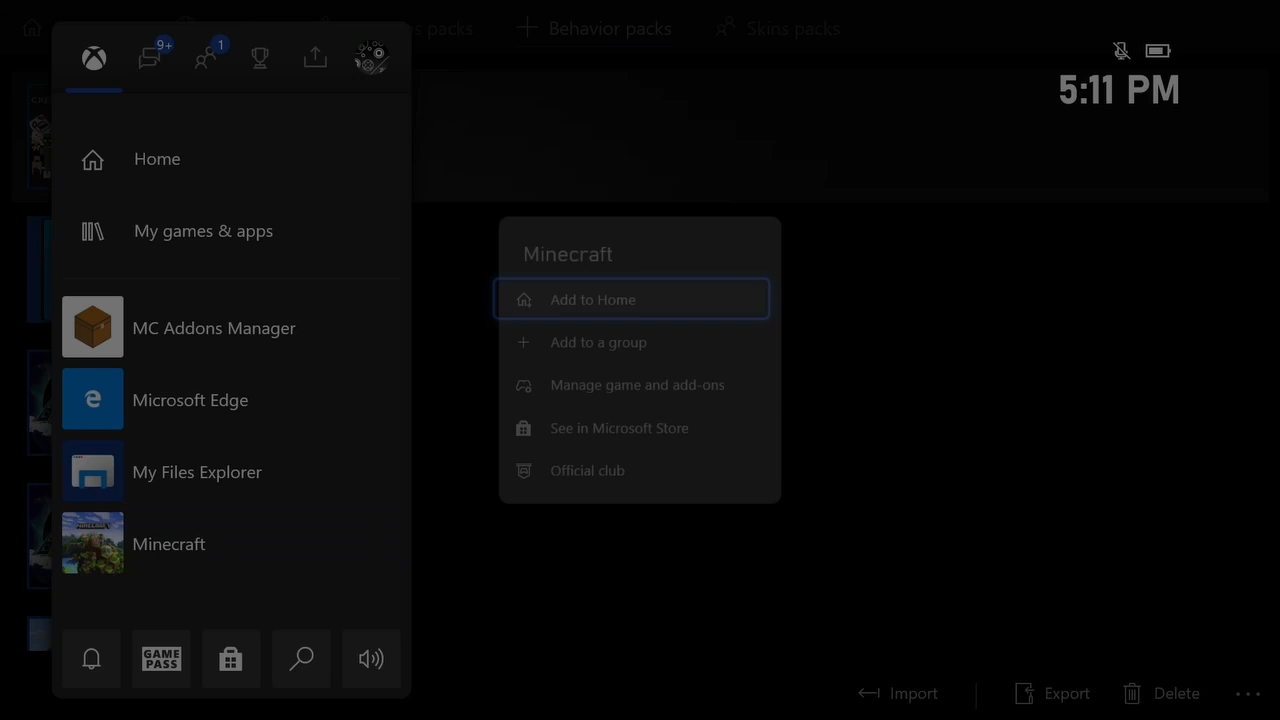 s packs
Behavior packs
Skins packs
9+
1
5:11 PM
Home
My games & apps
MC Addons Manager
Microsoft Edge
My Files Explorer
Minecraft
GAME
PASS
Minecraft
Add to Home
Add to a group
Manage game and add-ons
See in Microsoft Store
Official club
Import
Export
Delete